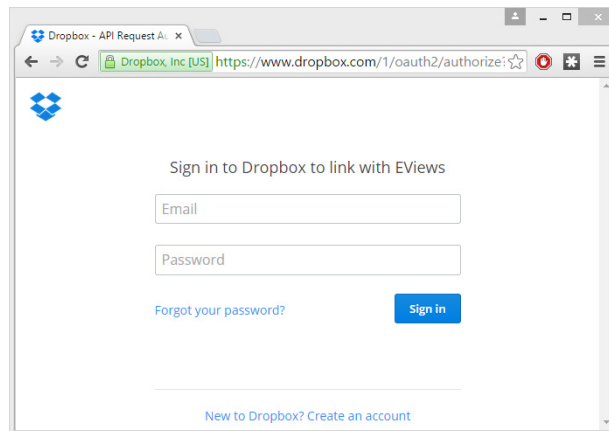 Dropbox - API Request Au
Dropbox, Inc [US] https://www.dropbox.com/1/oauth2/authorize?
Sign in to Dropbox to link with EViews
Email
Password
Forgot your password? Sign in
New to Dropbox? Create an account